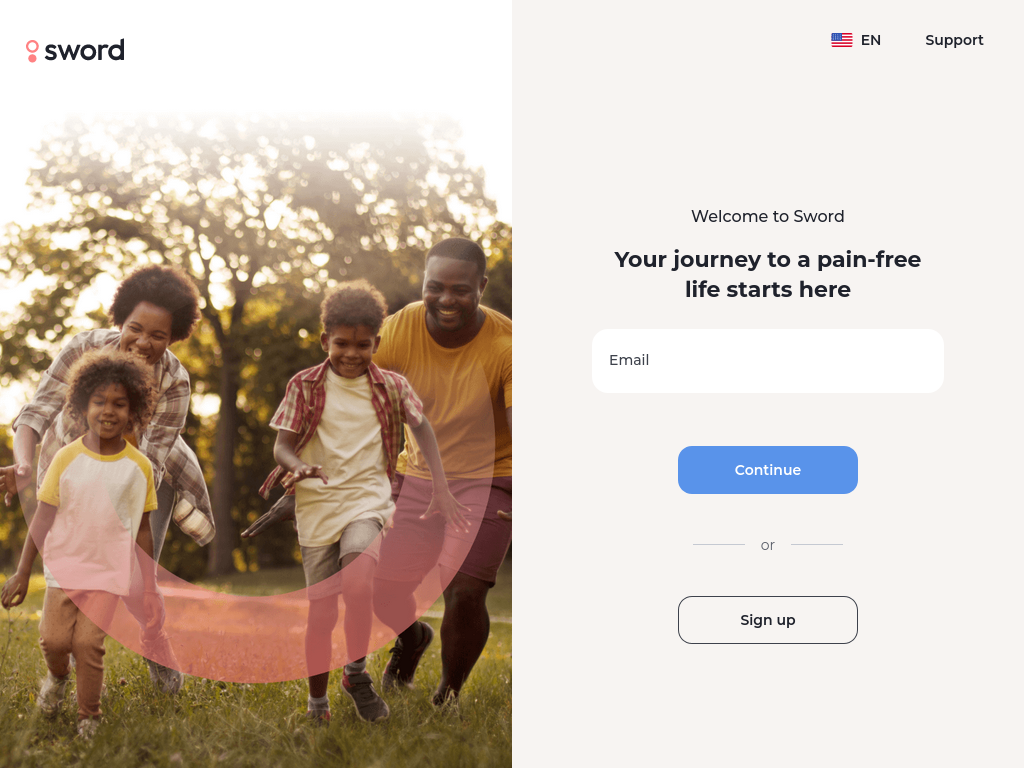 sword
EN
Support
Welcome to Sword
Your journey to a pain-free
life starts here
Email
Continue
or
Sign up